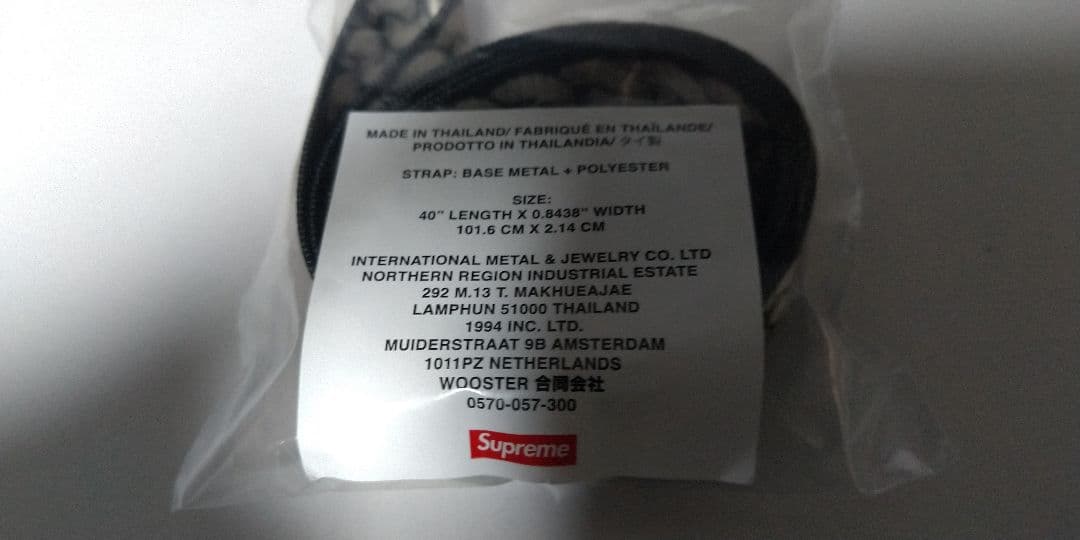 MADE IN THAILAND/ FABRIQUÉ EN THAÏLANDE/
PRODOTTO IN THAILANDIA/ タイ製
STRAP: BASE METAL + POLYESTER
SIZE:
40" LENGTH X 0.8438" WIDTH
101.6 CM X 2.14 CM
INTERNATIONAL METAL & JEWELRY CO. LTD
NORTHERN REGION INDUSTRIAL ESTATE
292 M.13 T. MAKHUEAJAE
LAMPHUN 51000 THAILAND
1994 INC. LTD.
MUIDERSTRAAT 9B AMSTERDAM
1011PZ NETHERLANDS
WOOSTER 合同会社
0570-057-300
Supreme